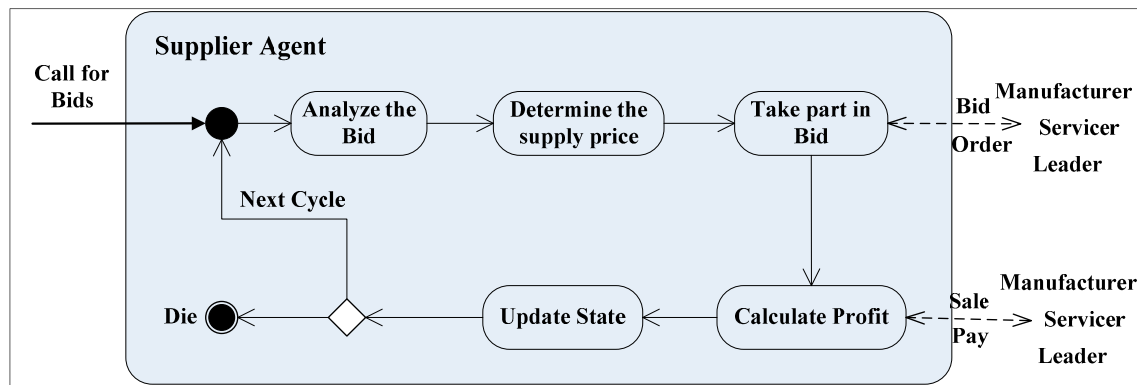 Supplier Agent
Call for
Bids
Analyze the
Bid
Determine the
supply price
Take part in
Bid
Bid
Order
Manufacturer
Servicer
Leader
Next Cycle
Die
Update State
Calculate Profit
Sale
Pay
Manufacturer
Servicer
Leader